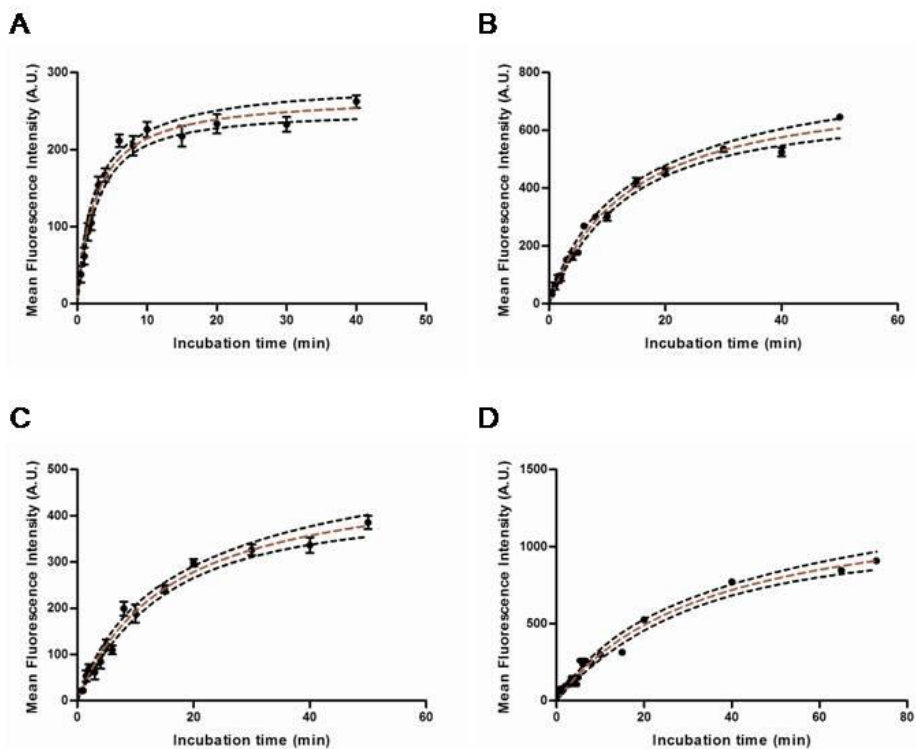 A
Mean Fluorescence Intensity (A.U.)
300
200
100
0
0 10 20 30 40 50
Incubation time (min)
B
Mean Fluorescence Intensity (A.U.)
800
600
400
200
0
0 20 40 60
Incubation time (min)
C
Mean Fluorescence Intensity (A.U.)
500
400
300
200
100
0
0 20 40 60
Incubation time (min)
D
Mean Fluorescence Intensity (A.U.)
1500
1000
500
0
0 20 40 60 80
Incubation time (min)